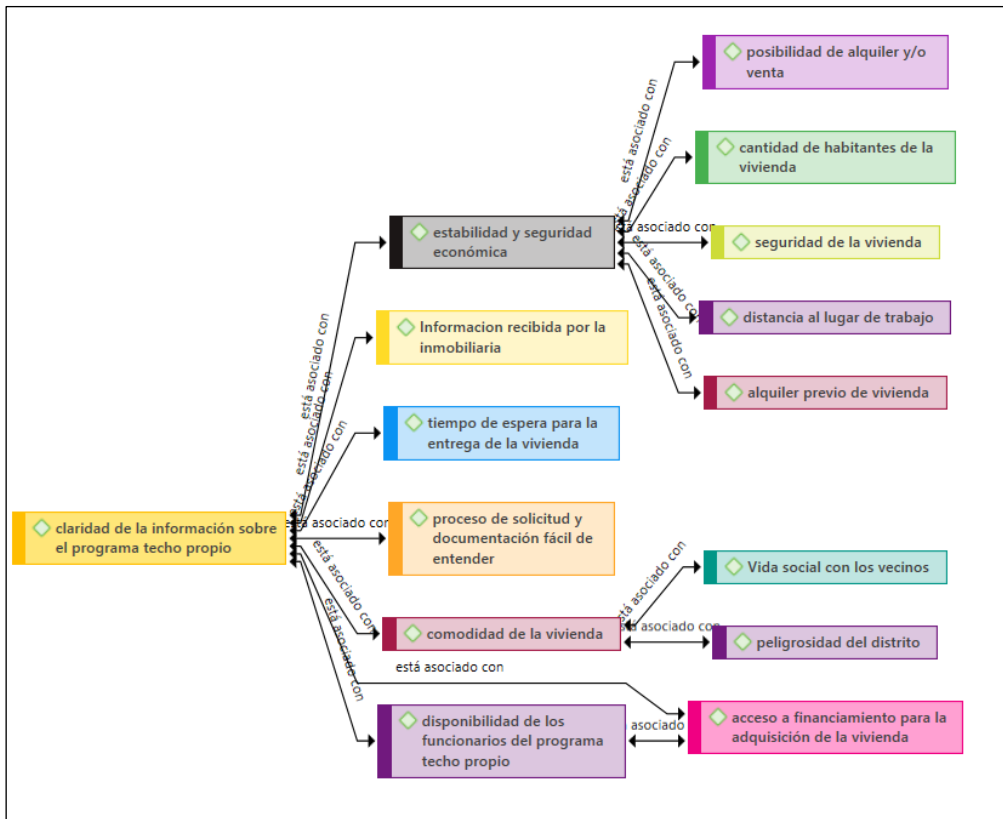 posibilidad de alquiler y/o
venta
está asociado con
cantidad de habitantes de la
vivienda
está asociado con
estabilidad y seguridad
económica
está asociado con
seguridad de la vivienda
está asociado con
distancia al lugar de trabajo
está asociado con
alquiler previo de vivienda
está asociado con
Informacion recibida por la
inmobiliaria
está asociado con
tiempo de espera para la
entrega de la vivienda
está asociado con
claridad de la información sobre
el programa techo propio
está asociado con
proceso de solicitud y
documentación fácil de
entender
está asociado con
comodidad de la vivienda
está asociado con
Vida social con los vecinos
está asociado con
peligrosidad del distrito
está asociado con
está asociado con
disponibilidad de los
funcionarios del programa
techo propio
asociado
acceso a financiamiento para la
adquisición de la vivienda